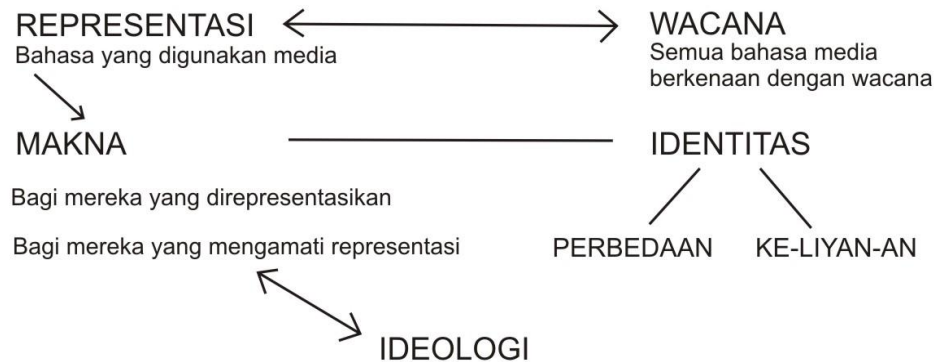 REPRESENTASI
Bahasa yang digunakan media
WACANA
Semua bahasa media
berkenaan dengan wacana
MAKNA
IDENTITAS
Bagi mereka yang direpresentasikan
Bagi mereka yang mengamati representasi
PERBEDAAN
KE-LIYAN-AN
IDEOLOGI